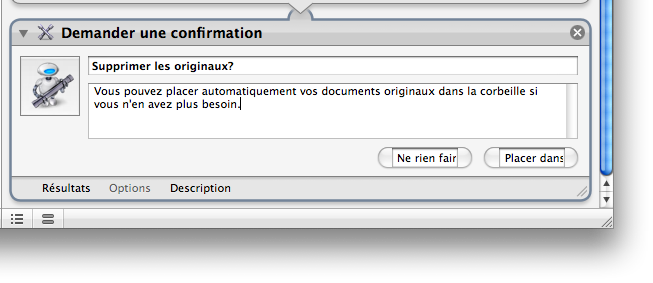 Demander une confirmation
Supprimer les originaux?
Vous pouvez placer automatiquement vos documents originaux dans la corbeille si
vous n'en avez plus besoin.
Ne rien fair Placer dans
Résultats Options Description